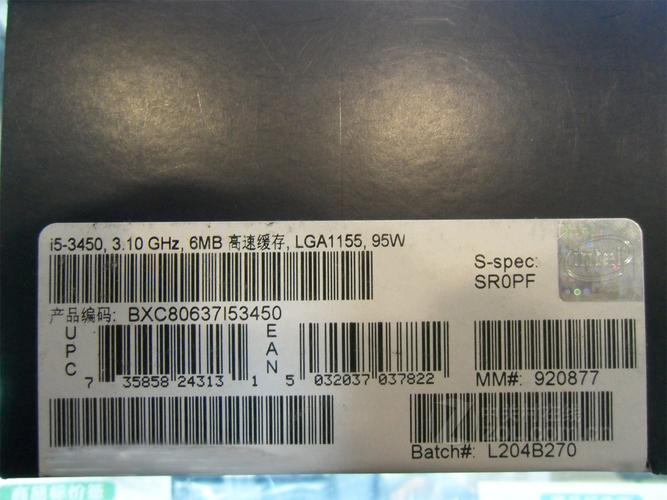 i5-3450, 3.10 GHz, 6MB 高速缓存, LGA1155, 95W
S-spec:
SR0PF
产品编码: BXC80637I53450
UPC
7 35858 24313 1
EAN
5 032037 037822
MM#: 920877
Batch#: L204B270